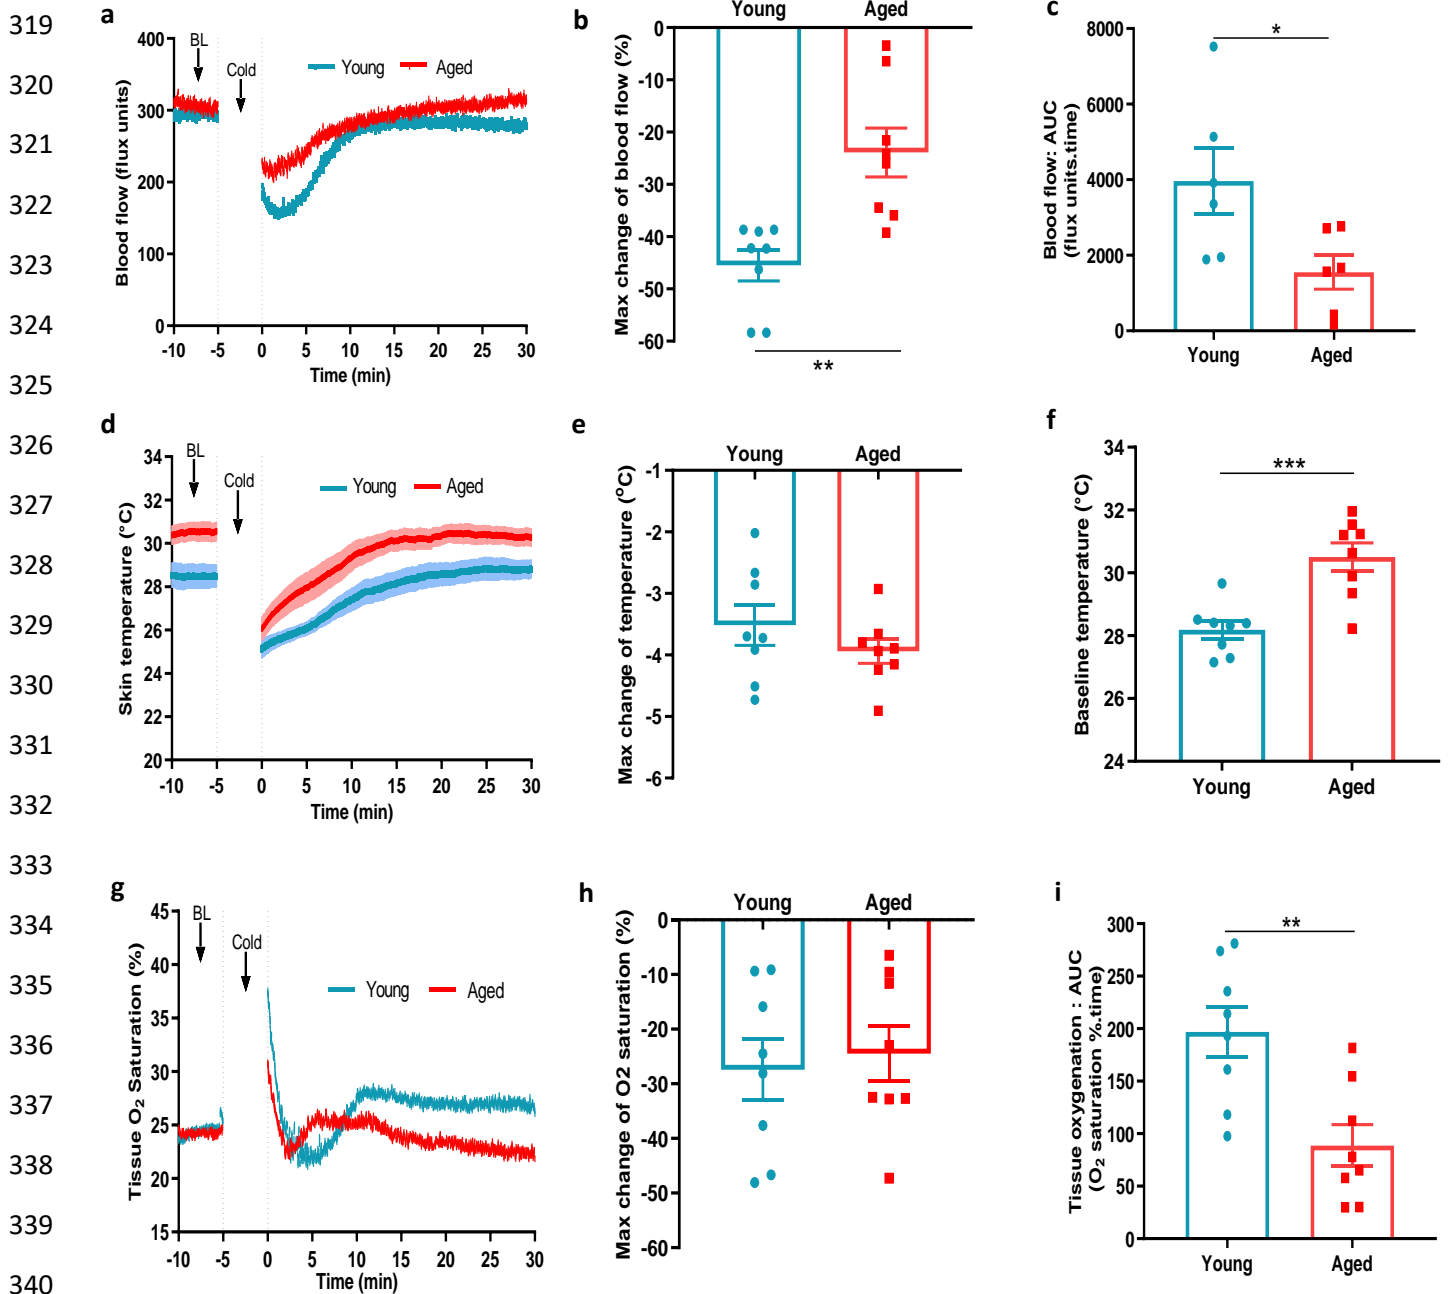 319
320
321
322
323
324
325
326
327
328
329
330
331
332
333
334
335
336
337
338
339
340
a
BL
Cold
Young
Aged
Blood flow (flux units)
400
300
200
100
0
-10 -5 0 5 10 15 20 25 30
Time (min)
b
Young Aged
Max change of blood flow (%)
0
-10
-20
-30
-40
-50
-60
**
c
Blood flow: AUC
(flux units.time)
8000
6000
4000
2000
0
*
Young Aged
d
BL
Cold
Young
Aged
Skin temperature (°C)
34
32
30
28
26
24
22
20
-10 -5 0 5 10 15 20 25 30
Time (min)
e
Young Aged
Max change of temperature (°C)
-1
-2
-3
-4
-5
-6
f
Baseline temperature (°C)
34
32
30
28
26
24
***
Young Aged
g
BL
Cold
Young
Aged
Tissue O₂ Saturation (%)
45
40
35
30
25
20
15
-10 -5 0 5 10 15 20 25 30
Time (min)
h
Young Aged
Max change of O2 saturation (%)
0
-10
-20
-30
-40
-50
-60
i
Tissue oxygenation : AUC
(O₂ saturation %.time)
300
250
200
150
100
50
0
**
Young Aged